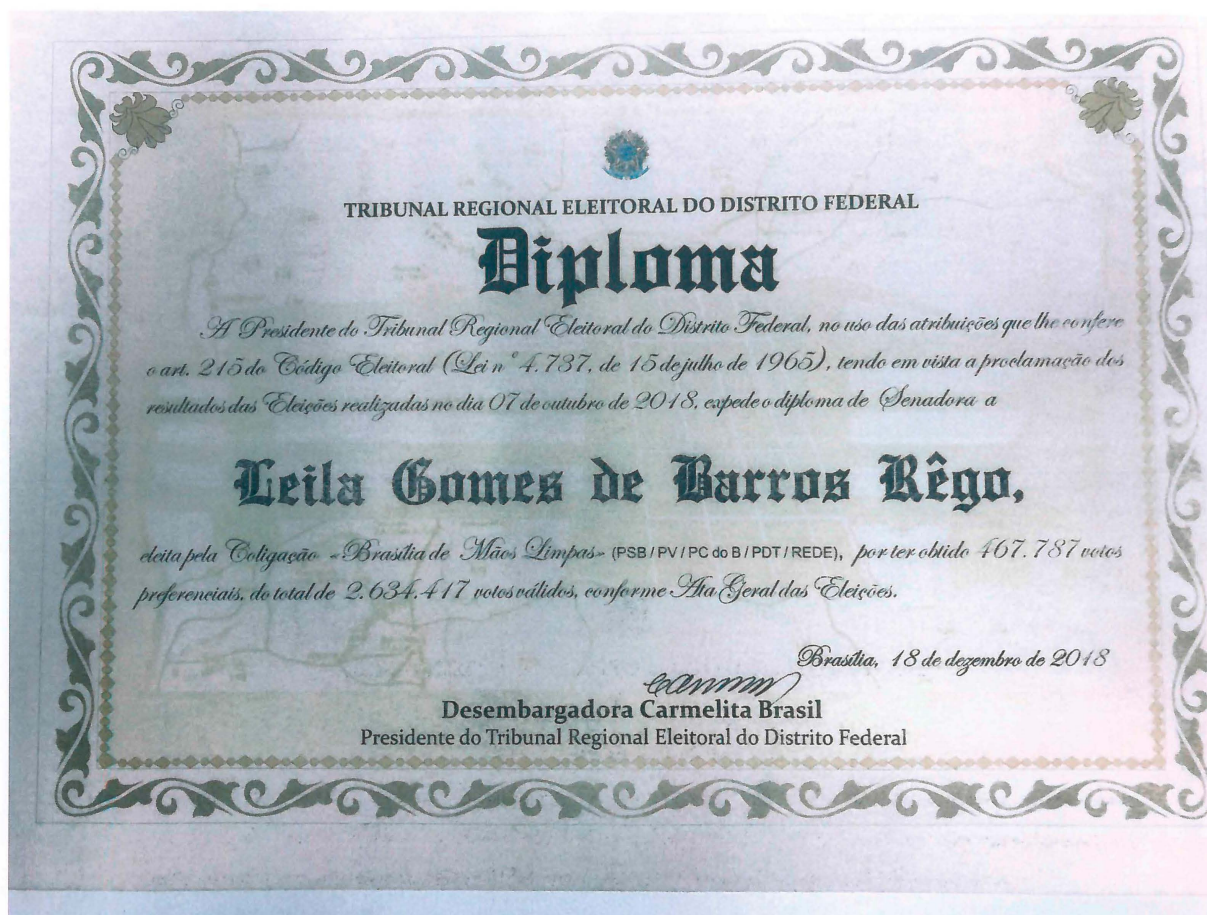 TRIBUNAL REGIONAL ELEITORAL DO DISTRITO FEDERAL
Diploma
A Presidente do Tribunal Regional Eleitoral do Distrito Federal, no uso das atribuições que lhe confere
o art. 215 do Código Eleitoral (Lei nº 4.737, de 15 de julho de 1965), tendo em vista a proclamação dos
resultados das Eleições realizadas no dia 07 de outubro de 2018, expede o diploma de Senadora a
Leila Gomes de Barros Rêgo,
eleita pela Coligação "Brasília de Mãos Limpas" (PSB / PV / PC do B / PDT / REDE), por ter obtido 467.787 votos
preferenciais, do total de 2.634.417 votos válidos, conforme Ata Geral das Eleições.
Brasília, 18 de dezembro de 2018
Desembargadora Carmelita Brasil
Presidente do Tribunal Regional Eleitoral do Distrito Federal